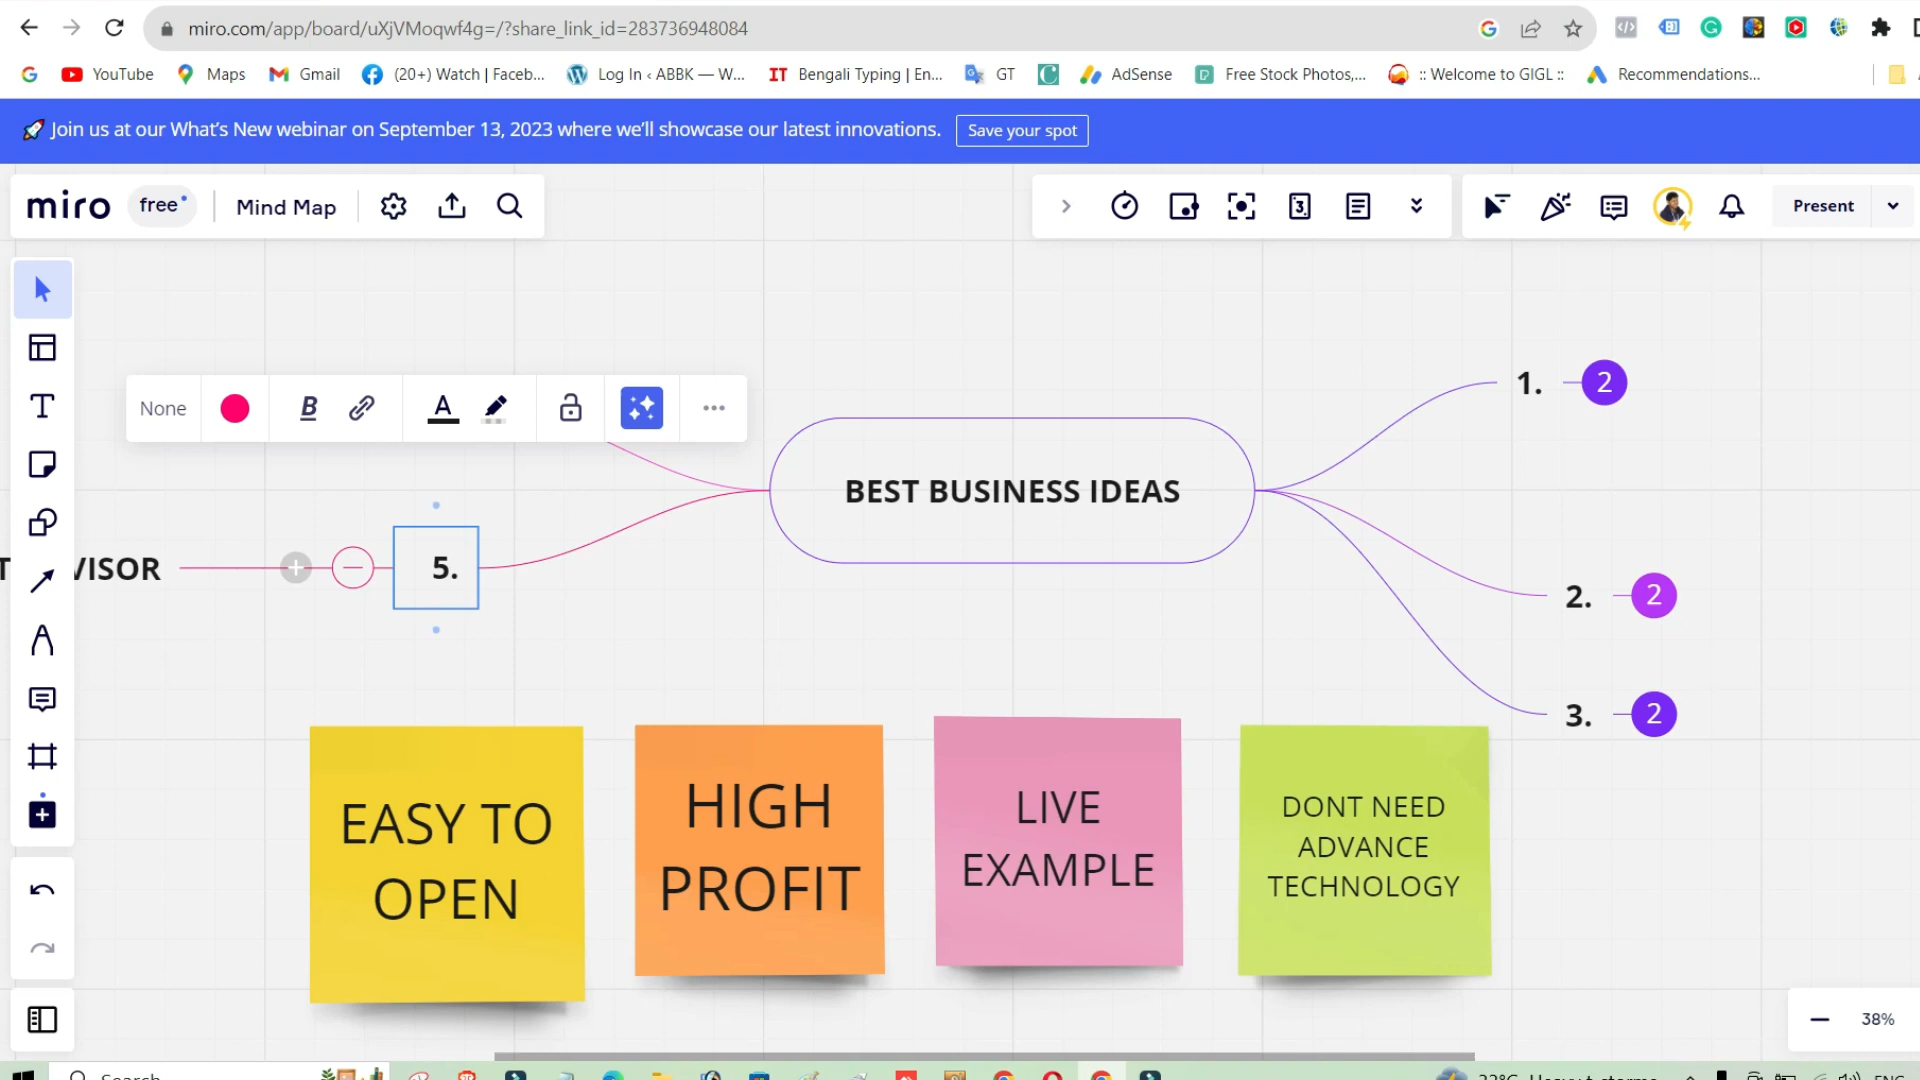 miro.com/app/board/uXjVMoqwf4g=/?share_link_id=283736948084
YouTube
Maps
Gmail
(20+) Watch | Faceb...
Log In ‹ ABBK — W...
IT
Bengali Typing | En...
GT
AdSense
Free Stock Photos,...
:: Welcome to GIGL ::
Recommendations...
Join us at our What's New webinar on September 13, 2023 where we'll showcase our latest innovations.
Save your spot
miro
free
Mind Map
Present
None
B
A
BEST BUSINESS IDEAS
1.
2
2.
2
3.
2
5.
VISOR
EASY TO
OPEN
HIGH
PROFIT
LIVE
EXAMPLE
DONT NEED
ADVANCE
TECHNOLOGY
38%
Search
ENG